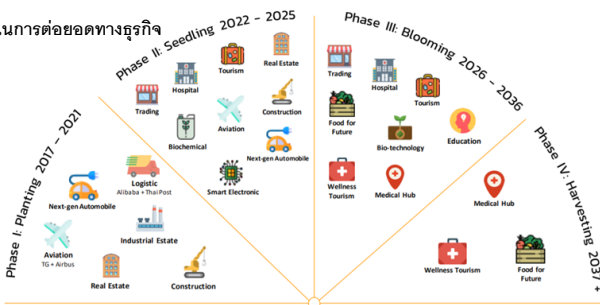 นการต่อยอดทางธุรกิจ
Phase I: Planting 2017 - 2021
Next-gen Automobile
Logistic
Alibaba + Thai Post
Aviation
TG + Airbus
Industrial Estate
Real Estate
Construction
Phase II: Seedling 2022 - 2025
Trading
Hospital
Tourism
Real Estate
Biochemical
Aviation
Construction
Smart Electronic
Next-gen Automobile
Phase III: Blooming 2026 - 2036
Trading
Hospital
Tourism
Food for
Future
Bio-technology
Education
Wellness
Tourism
Medical Hub
Phase IV: Harvesting 2037 +
Medical Hub
Wellness Tourism
Food for
Future